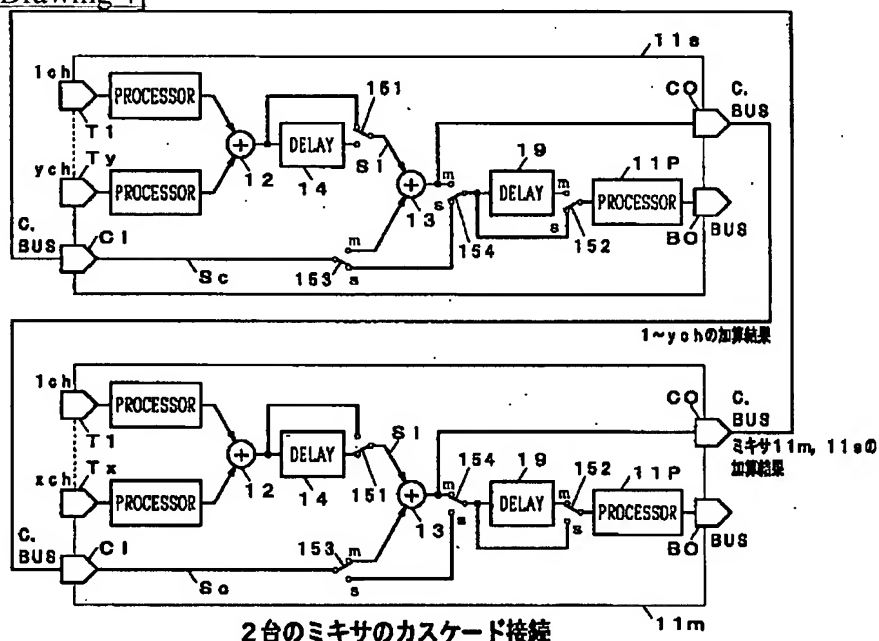 Drawing 4]
11s
1ch
PROCESSOR
T1
ych
Ty
PROCESSOR
12
DELAY
14
151
S1
13
m
s
154
19
DELAY
m
s
152
11P
PROCESSOR
CO
C.
BUS
BO
BUS
C.
BUS
CI
Sc
153
m
s
1~ychの加算結果
1ch
PROCESSOR
T1
xch
Tx
PROCESSOR
12
DELAY
14
151
S1
13
154
m
s
19
DELAY
152
m
s
11P
PROCESSOR
CO
C.
BUS
ミキサ11m, 11sの
加算結果
BO
BUS
C.
BUS
CI
Sc
153
m
s
11m
2台のミキサのカスケード接続